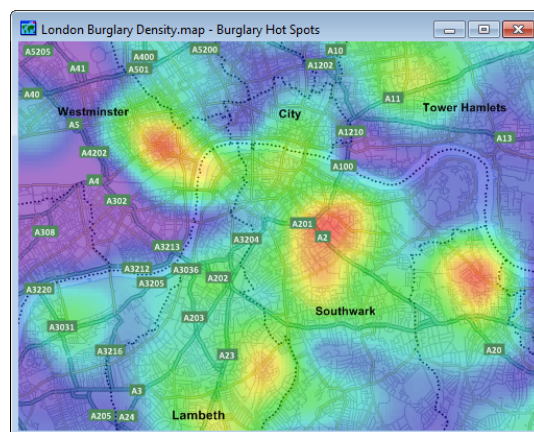 London Burglary Density.map - Burglary Hot Spots
A5205
A400
A5200
A10
A41
A501
A1202
A40
A11
Westminster
City
Tower Hamlets
A5
A1210
A13
A4202
A100
A4
A302
A201
A308
A2
A3204
A3213
A3212
A3036
A3220
A3205
A202
Southwark
A203
A3031
A3216
A23
A20
A3
A205
A24
Lambeth